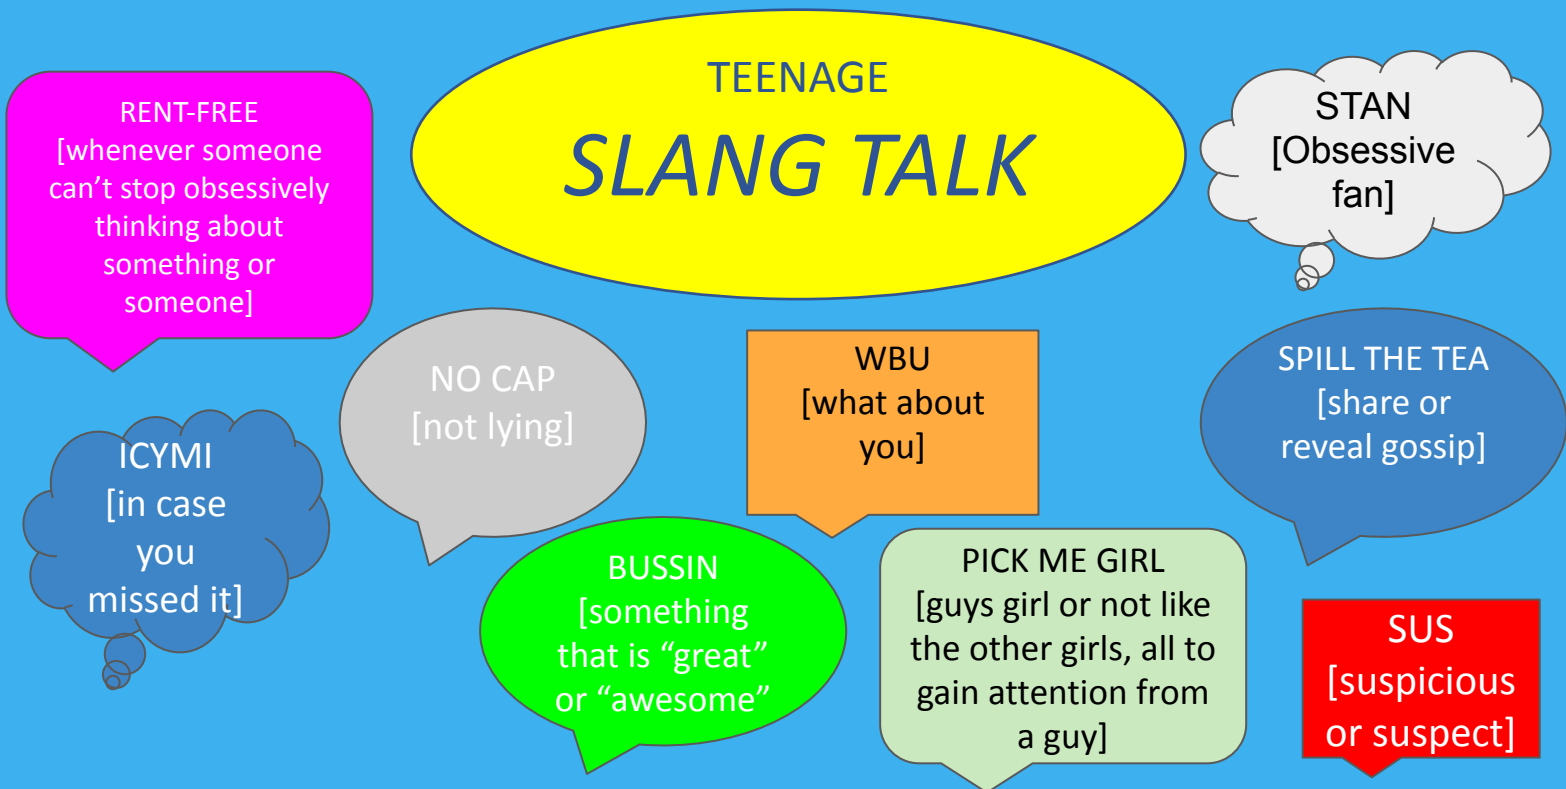 TEENAGE
SLANG TALK
RENT-FREE
[whenever someone
can’t stop obsessively
thinking about
something or
someone]
STAN
[Obsessive
fan]
NO CAP
[not lying]
WBU
[what about
you]
SPILL THE TEA
[share or
reveal gossip]
ICYMI
[in case
you
missed it]
BUSSIN
[something
that is “great”
or “awesome”
PICK ME GIRL
[guys girl or not like
the other girls, all to
gain attention from
a guy]
SUS
[suspicious
or suspect]